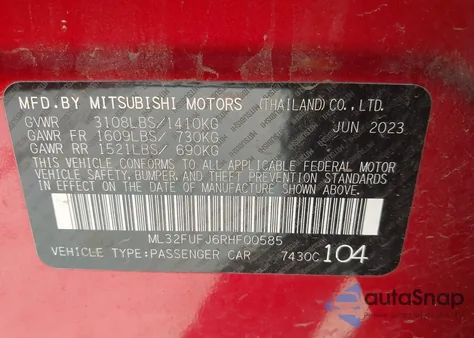 MFD.BY MITSUBISHI MOTORS (THAILAND) CO., LTD.
GVWR 3108LBS/1410KG JUN 2023
GAWR FR 1609LBS/ 730KG
GAWR RR 1521LBS/ 690KG
THIS VEHICLE CONFORMS TO ALL APPLICABLE FEDERAL MOTOR
VEHICLE SAFETY, BUMPER, AND THEFT PREVENTION STANDARDS
IN EFFECT ON THE DATE OF MANUFACTURE SHOWN ABOVE.
ML32FUFJ6RHF00585
VEHICLE TYPE:PASSENGER CAR 7430C 104
autoSnap